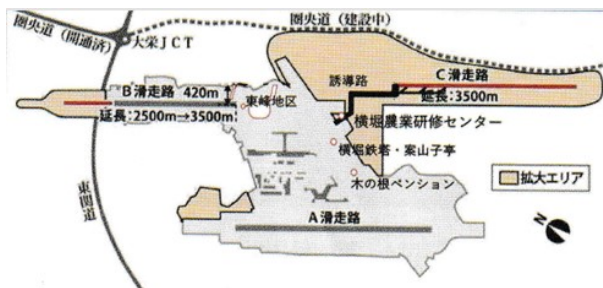 圏央道（建設中）
圏央道（開通済）
大栄JCT
B滑走路 420m
延長：2500m→3500m
東峰地区
誘導路
C滑走路
延長：3500m
横堀農業研修センター
横堀鉄塔・案山子亭
木の根ペンション
拡大エリア
東関道
A滑走路
N